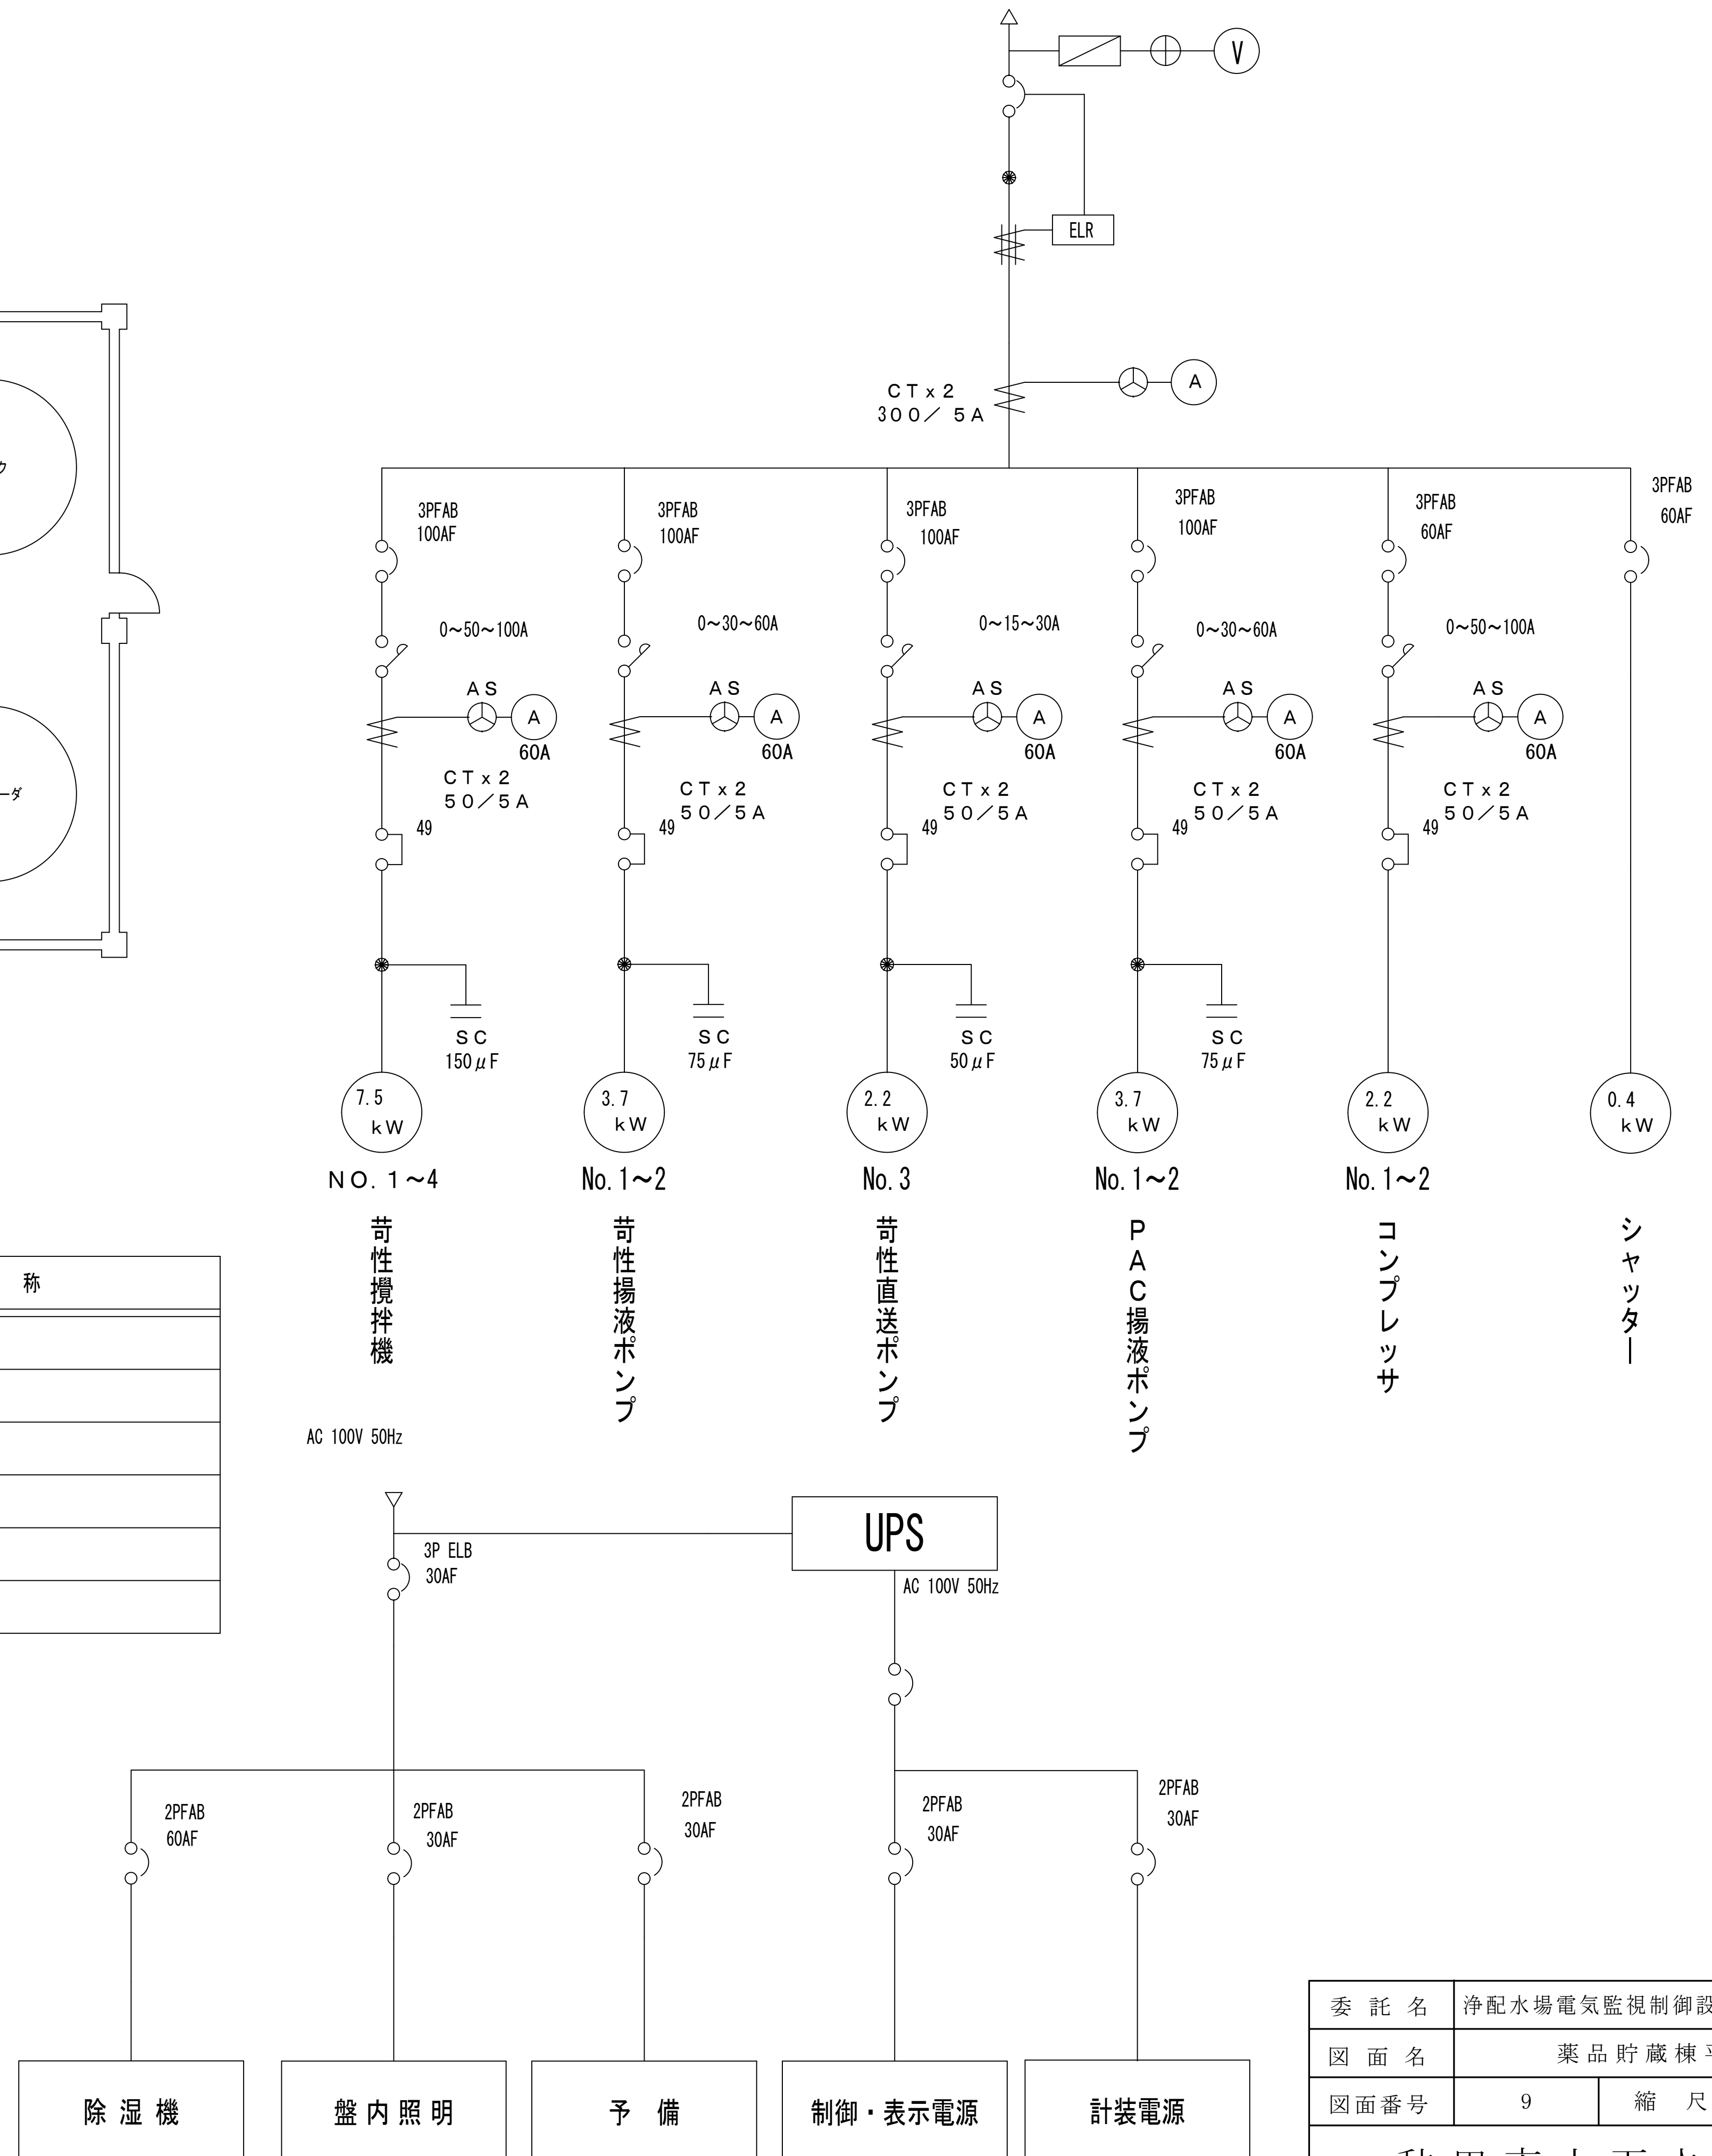 V
ELR
CTx2
300／5A
A
3PFAB
100AF
3PFAB
100AF
3PFAB
100AF
3PFAB
100AF
3PFAB
60AF
3PFAB
60AF
0～50～100A
0～30～60A
0～15～30A
0～30～60A
0～50～100A
AS
A
60A
AS
A
60A
AS
A
60A
AS
A
60A
AS
A
60A
CTx2
50／5A
CTx2
50／5A
CTx2
50／5A
CTx2
50／5A
CTx2
50／5A
49
49
49
49
49
SC
150μF
SC
75μF
SC
50μF
SC
75μF
7.5
kW
3.7
kW
2.2
kW
3.7
kW
2.2
kW
0.4
kW
NO.1～4
苛性攪拌機
No.1～2
苛性揚液ポンプ
No.3
苛性直送ポンプ
No.1～2
PAC揚液ポンプ
No.1～2
コンプレッサ
シャッター
ク
ーダ
称
AC 100V 50Hz
3P ELB
30AF
UPS
AC 100V 50Hz
2PFAB
60AF
2PFAB
30AF
2PFAB
30AF
2PFAB
30AF
2PFAB
30AF
除湿機
盤内照明
予備
制御・表示電源
計装電源
委託名 浄配水場電気監視制御設
図面名 薬品貯蔵棟平
図面番号 9 縮尺